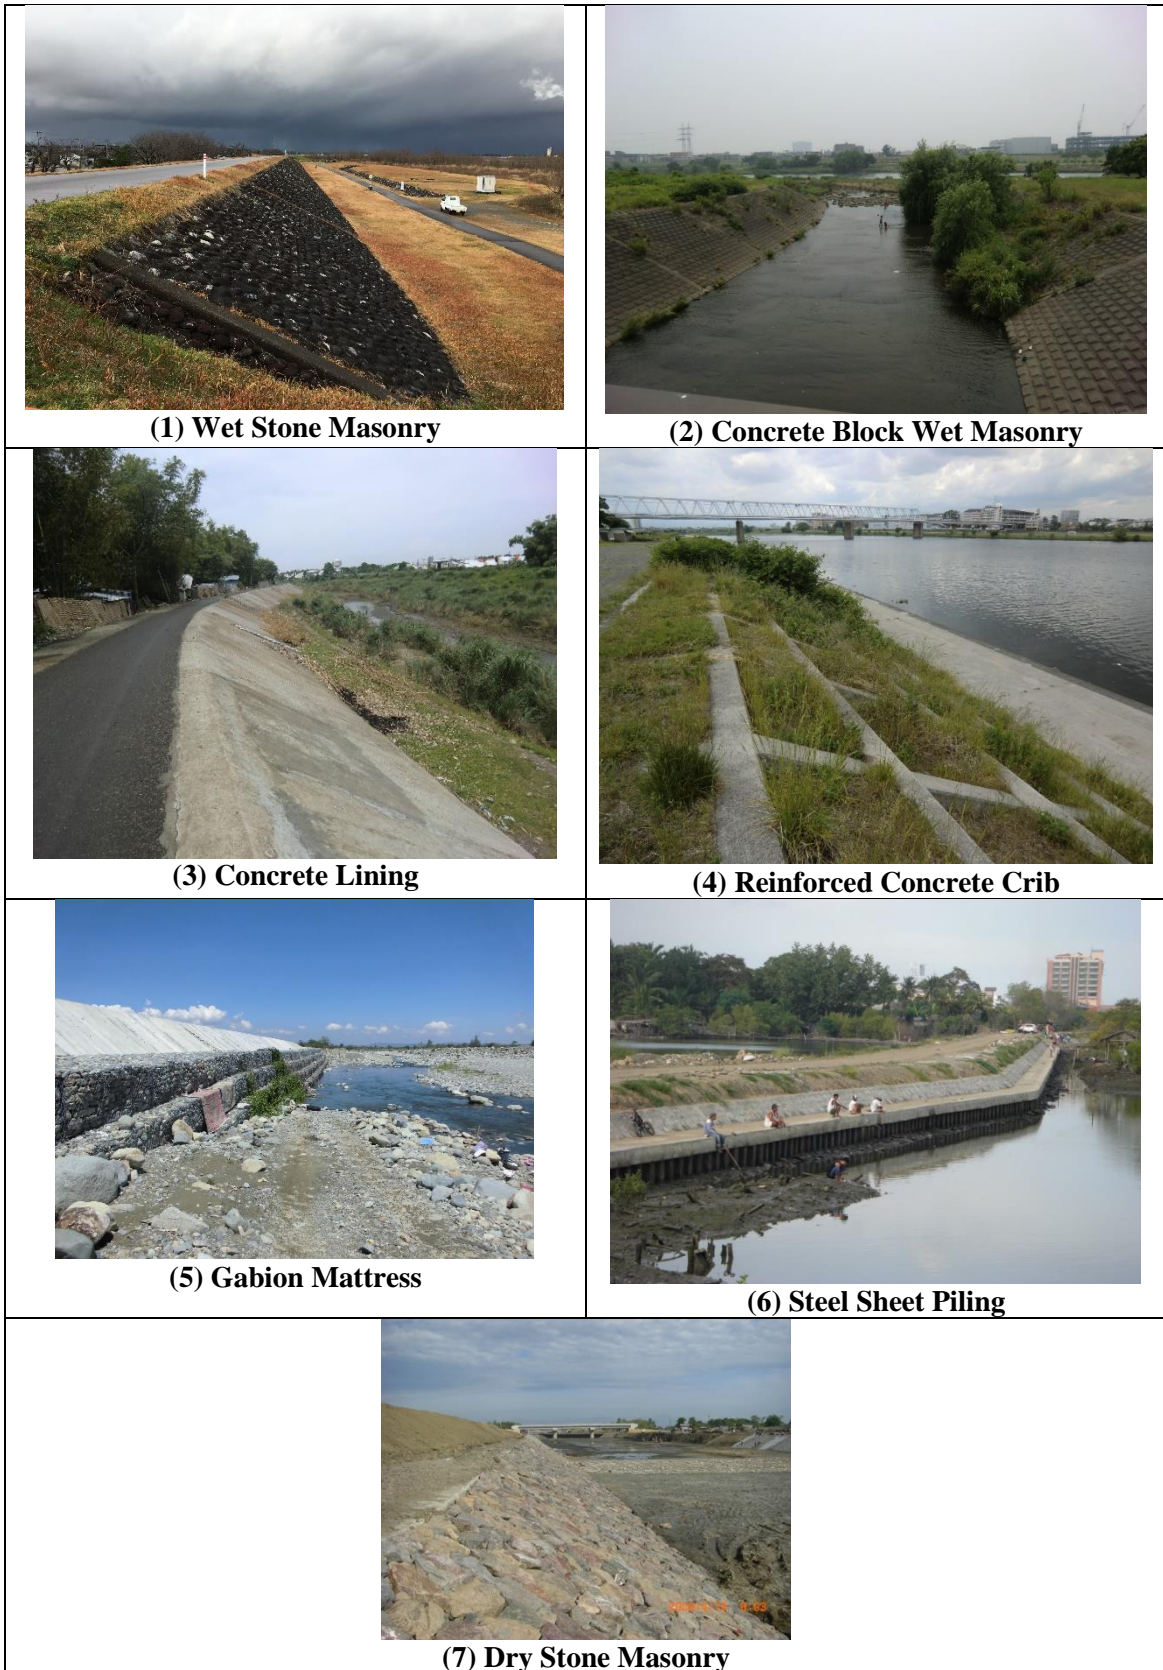 (1) Wet Stone Masonry
(2) Concrete Block Wet Masonry
(3) Concrete Lining
(4) Reinforced Concrete Crib
(5) Gabion Mattress
(6) Steel Sheet Piling
(7) Dry Stone Masonry